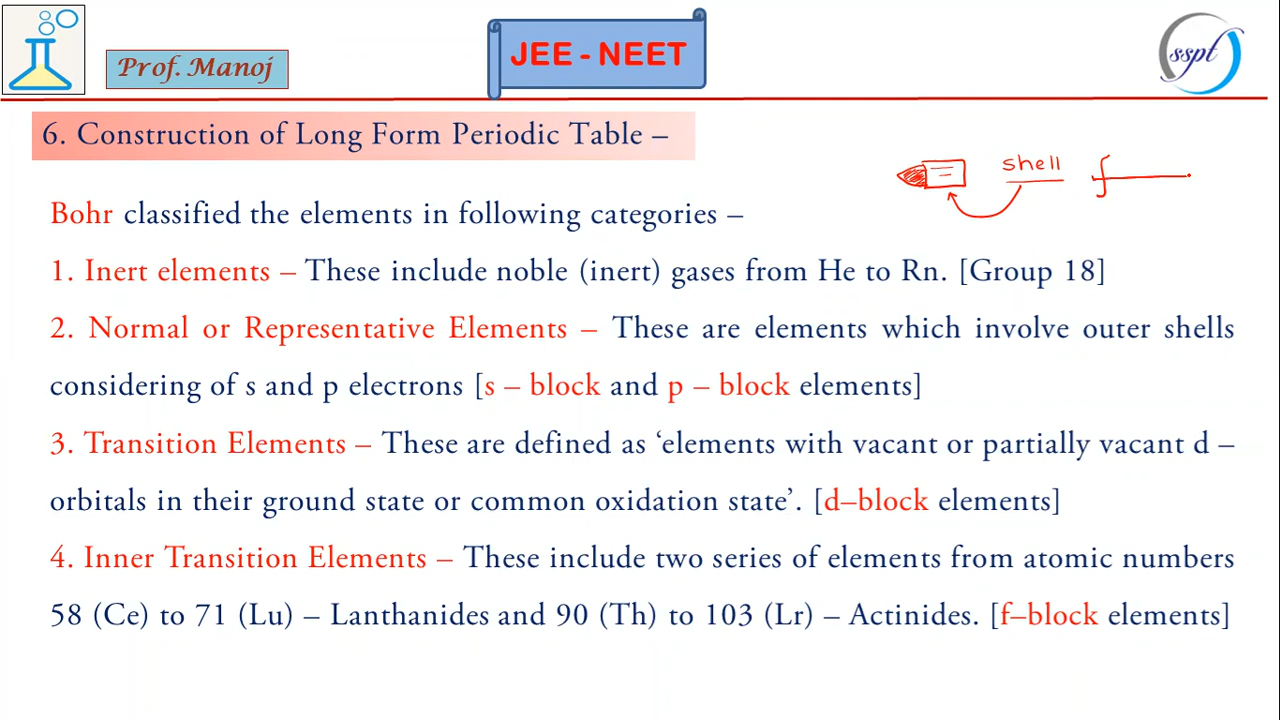 JEE - NEET
Prof. Manoj
sspt
6. Construction of Long Form Periodic Table –
shell
Bohr classified the elements in following categories –
1. Inert elements – These include noble (inert) gases from He to Rn. [Group 18]
2. Normal or Representative Elements – These are elements which involve outer shells
considering of s and p electrons [s – block and p – block elements]
3. Transition Elements – These are defined as ‘elements with vacant or partially vacant d –
orbitals in their ground state or common oxidation state’. [d–block elements]
4. Inner Transition Elements – These include two series of elements from atomic numbers
58 (Ce) to 71 (Lu) – Lanthanides and 90 (Th) to 103 (Lr) – Actinides. [f–block elements]